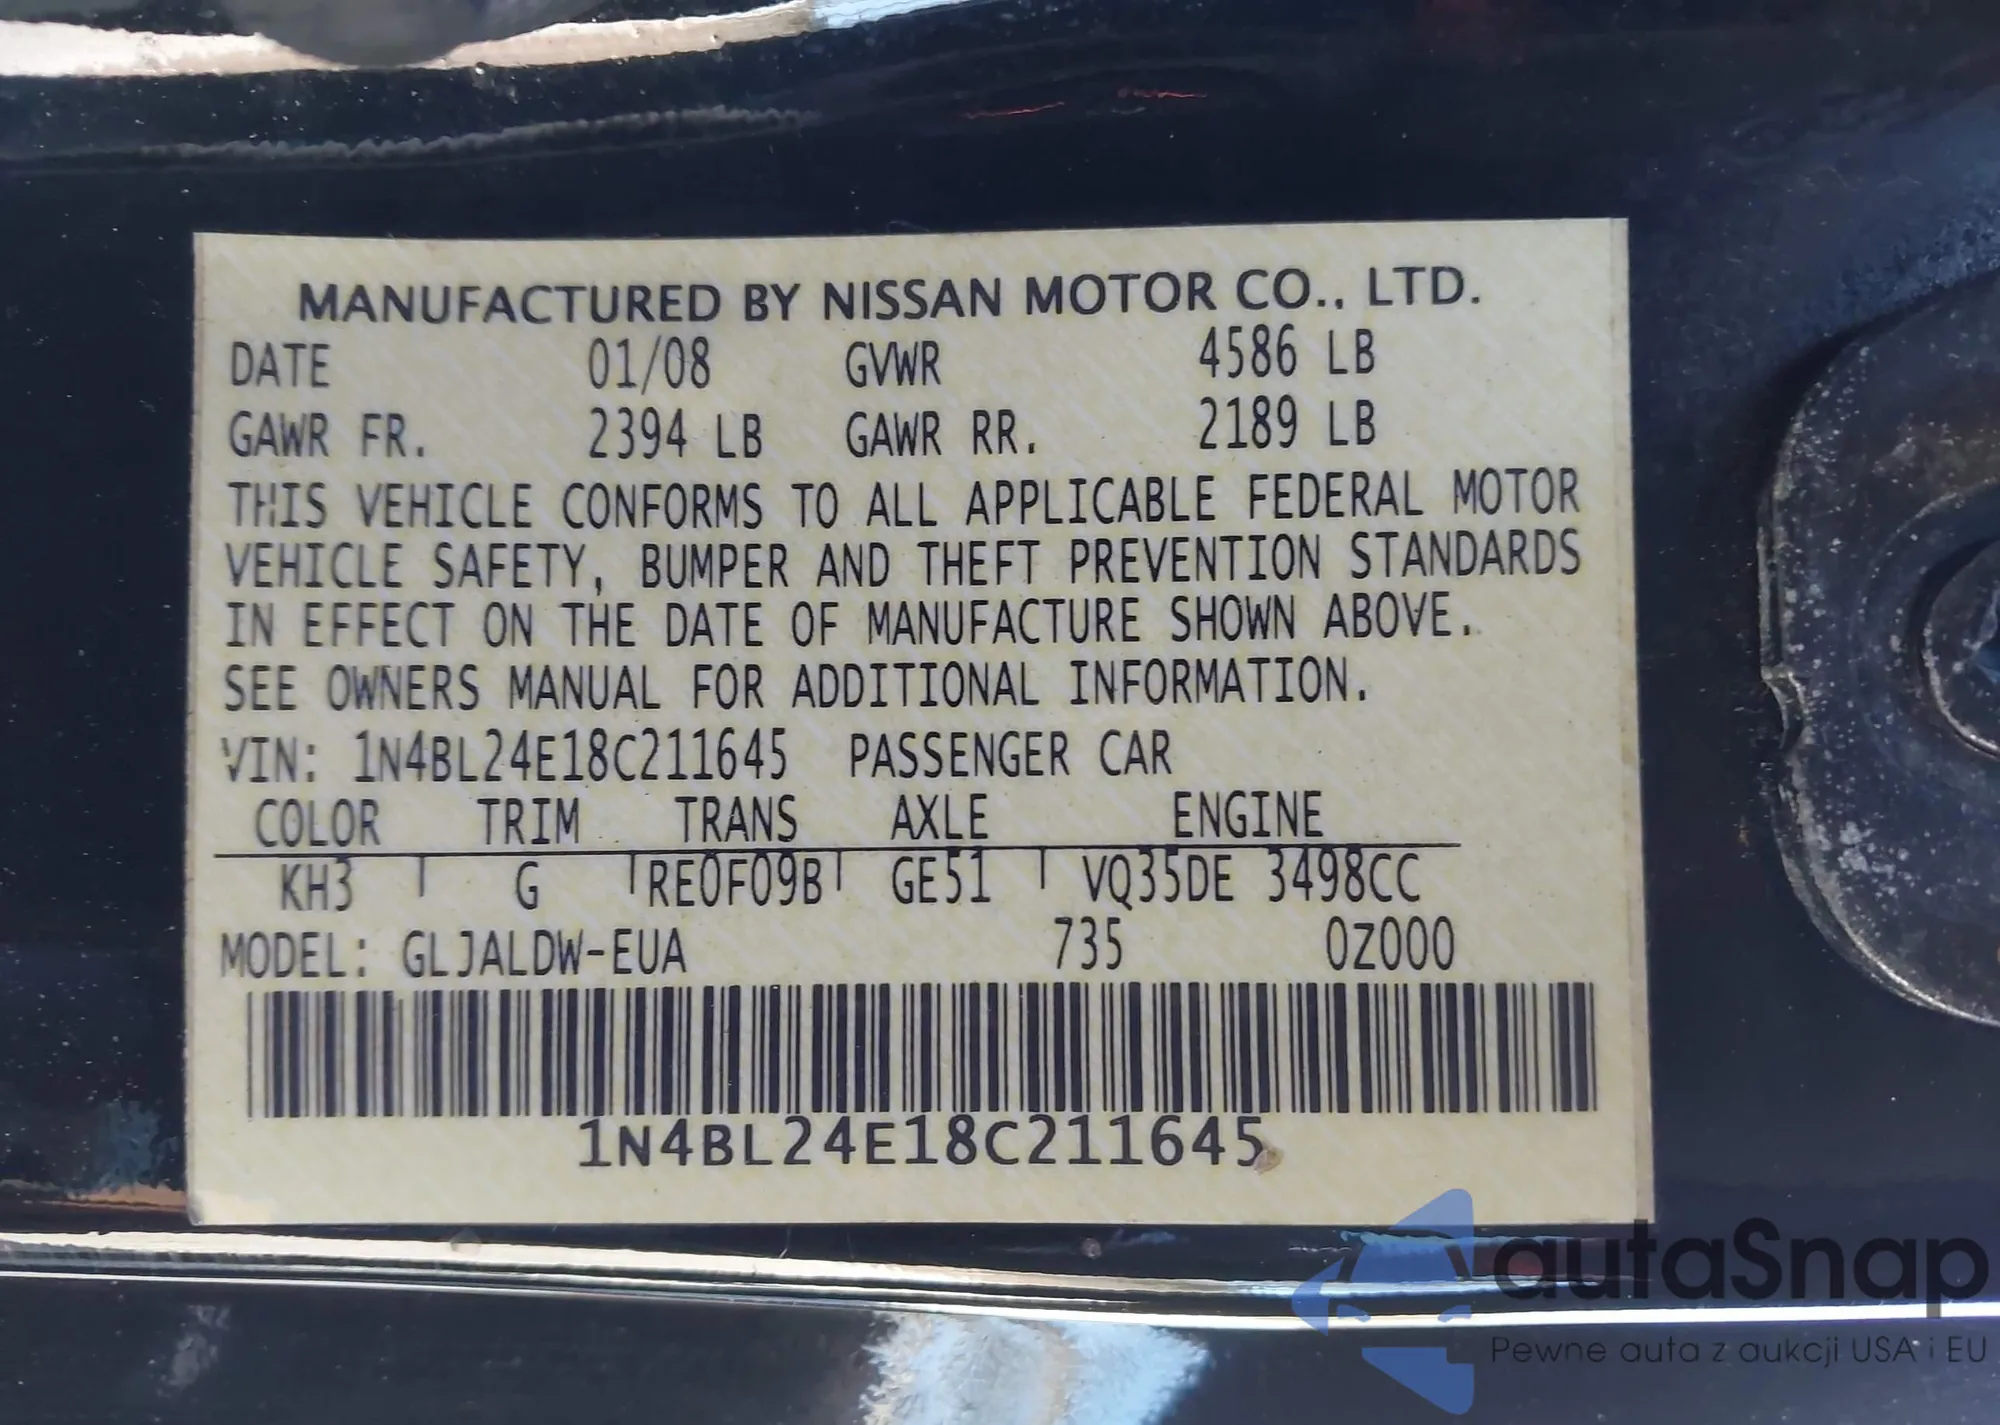 MANUFACTURED BY NISSAN MOTOR CO., LTD.
DATE 01/08 GVWR 4586 LB
GAWR FR. 2394 LB GAWR RR. 2189 LB
THIS VEHICLE CONFORMS TO ALL APPLICABLE FEDERAL MOTOR
VEHICLE SAFETY, BUMPER AND THEFT PREVENTION STANDARDS
IN EFFECT ON THE DATE OF MANUFACTURE SHOWN ABOVE.
SEE OWNERS MANUAL FOR ADDITIONAL INFORMATION.
VIN: 1N4BL24E18C211645 PASSENGER CAR
COLOR TRIM TRANS AXLE ENGINE
KH3 G RE0F09B GE51 VQ35DE 3498CC
MODEL: GLJALDW-EUA 735 0Z000
1N4BL24E18C211645
autaSnap
Pewne auta z aukcji USA i EU